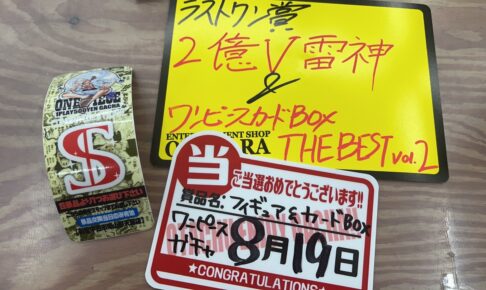 ラストワン賞
2億V雷神
&
ワンピースカードBOX
THE BEST vol.2
ENTERTAINMENT SHOP
ONE PIECE
1PLAY500YEN GACHA
S
当
ご当選おめでとうございます!!
賞品名:フィギュア&カードBox
ワンピース
ガチャ
8月19日
★CONGRATULATIONS★